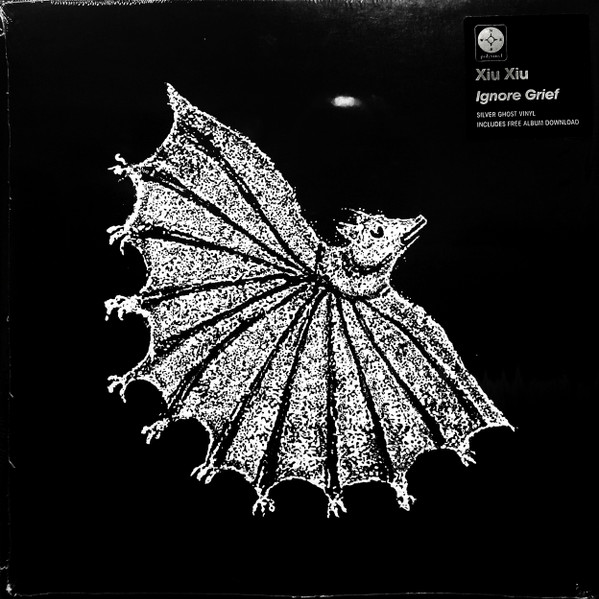 Xiu Xiu
Ignore Grief
SILVER GHOST VINYL
INCLUDES FREE ALBUM DOWNLOAD